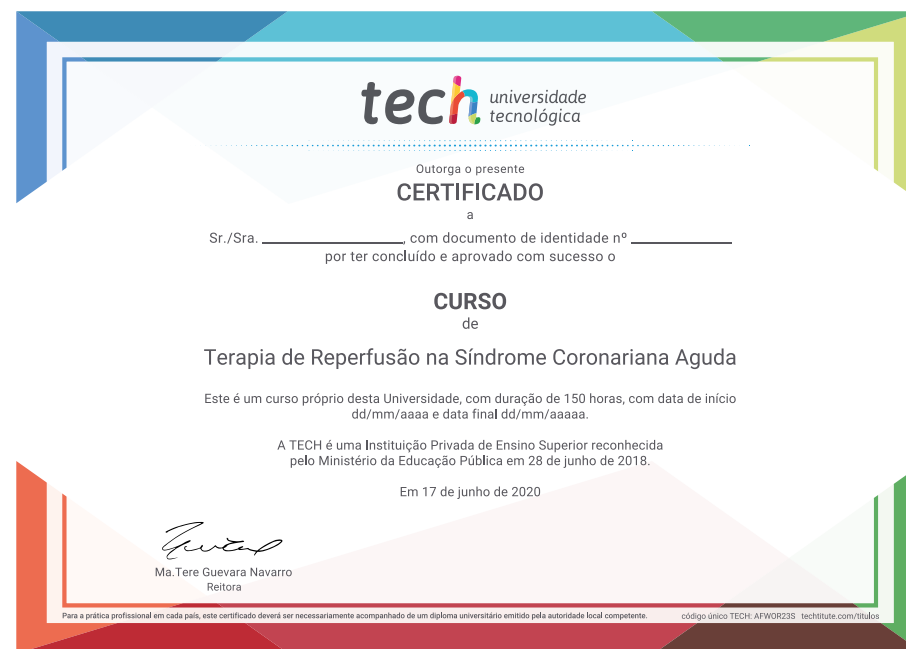 tech universidade
tecnológica
Outorga o presente
CERTIFICADO
a
Sr./Sra. ________________, com documento de identidade nº ____________
por ter concluído e aprovado com sucesso o
CURSO
de
Terapia de Reperfusão na Síndrome Coronariana Aguda
Este é um curso próprio desta Universidade, com duração de 150 horas, com data de início
dd/mm/aaaa e data final dd/mm/aaaaa.
A TECH é uma Instituição Privada de Ensino Superior reconhecida
pelo Ministério da Educação Pública em 28 de junho de 2018.
Em 17 de junho de 2020
Ma.Tere Guevara Navarro
Reitora
Para a prática profissional em cada país, este certificado deverá ser necessariamente acompanhado de um diploma universitário emitido pela autoridade local competente. código único TECH: AFWOR23S techtitute.com/titulos